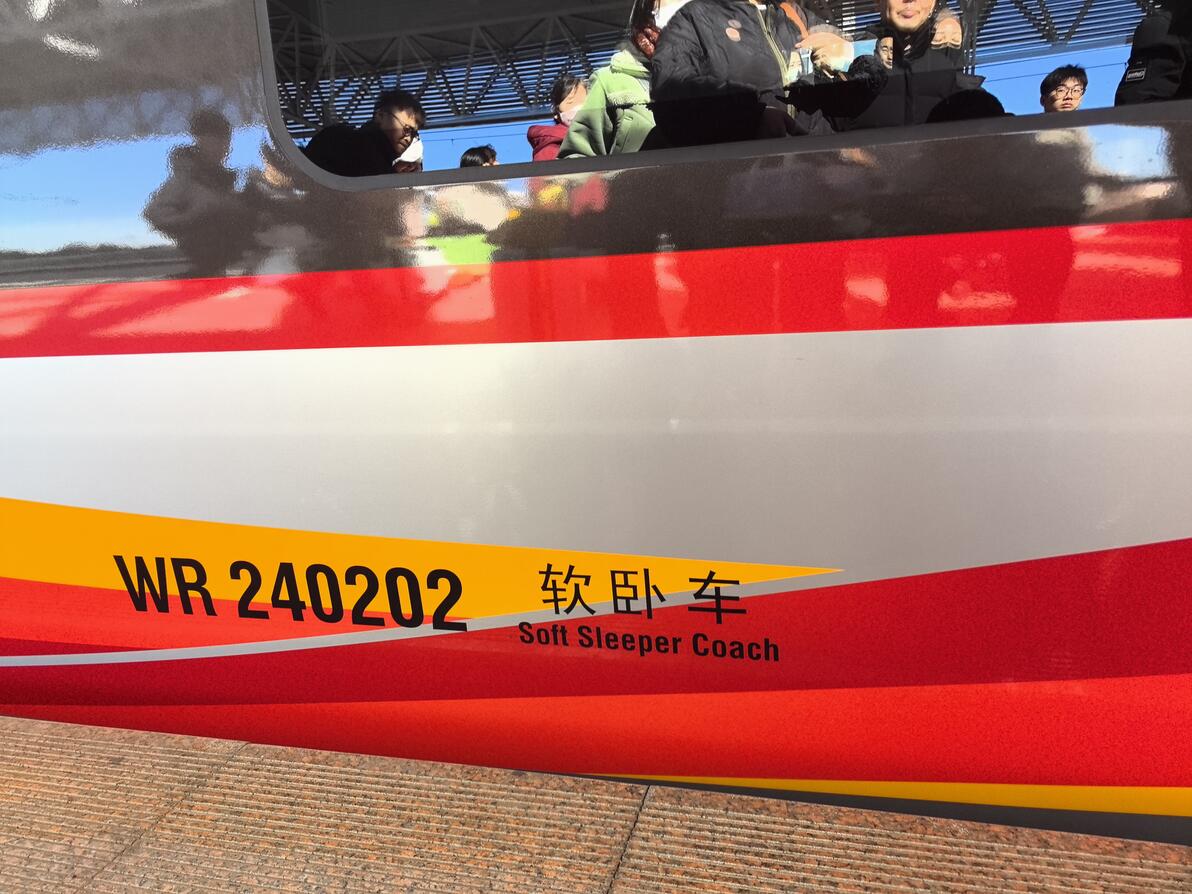 WR 240202 软卧车
Soft Sleeper Coach